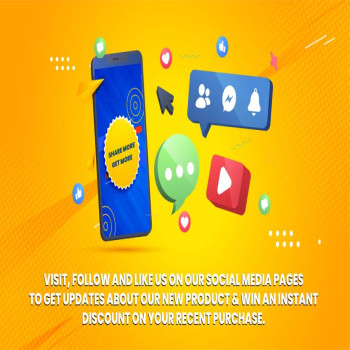 SHARE MORE
GET MORE
VISIT, FOLLOW AND LIKE US ON OUR SOCIAL MEDIA PAGES
TO GET UPDATES ABOUT OUR NEW PRODUCT & WIN AN INSTANT
DISCOUNT ON YOUR RECENT PURCHASE.